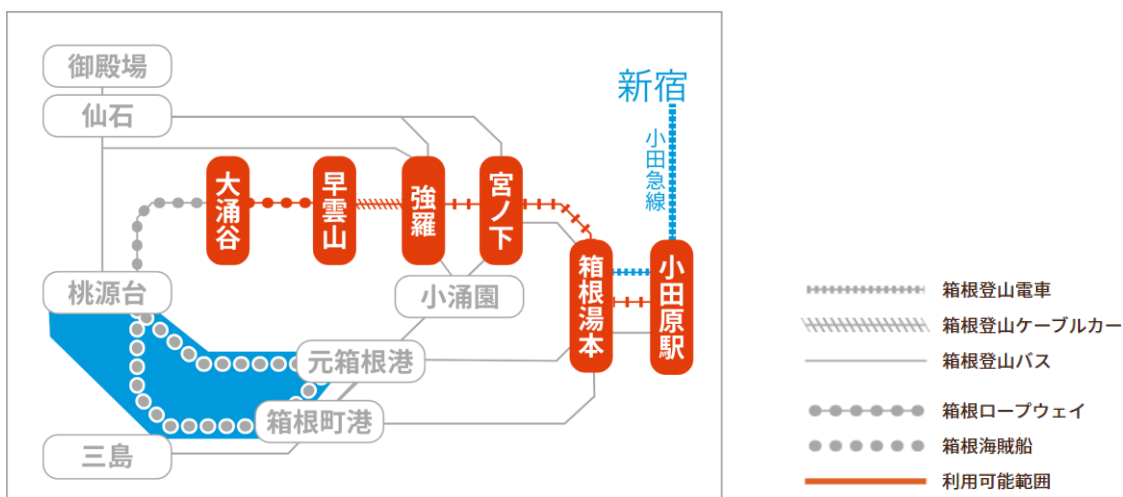 御殿場
仙石
新宿
小田急線
大涌谷
早雲山
強羅
宮ノ下
箱根湯本
小田原駅
桃源台
小涌園
元箱根港
箱根町港
三島
箱根登山電車
箱根登山ケーブルカー
箱根登山バス
箱根ロープウェイ
箱根海賊船
利用可能範囲